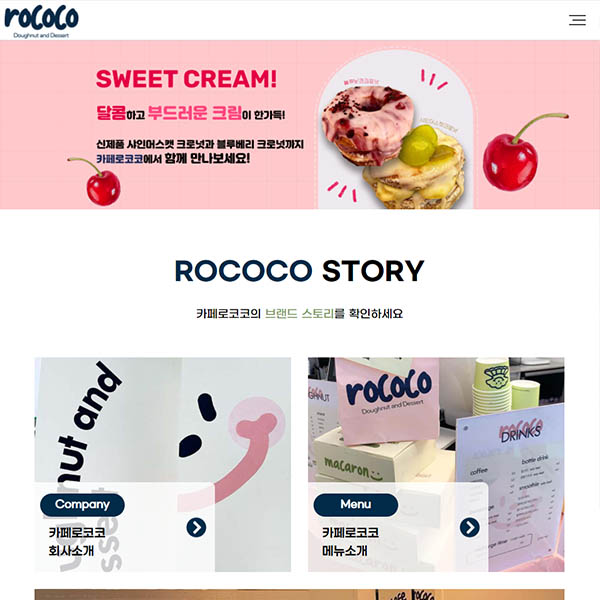 rococo
Doughnut and Dessert
SWEET CREAM!
달콤하고 부드러운 크림이 한가득!
신제품 샤인머스캣 크로넛과 블루베리 크로넛까지
카페로코코에서 함께 만나보세요!
ROCOCO STORY
카페로코코의 브랜드 스토리를 확인하세요
nut and
Company
카페로코코
회사소개
rococo
Doughnut and Dessert
macaron
rococo
DRINKS
coffee
bottle drink
smoothie
Menu
카페로코코
메뉴소개